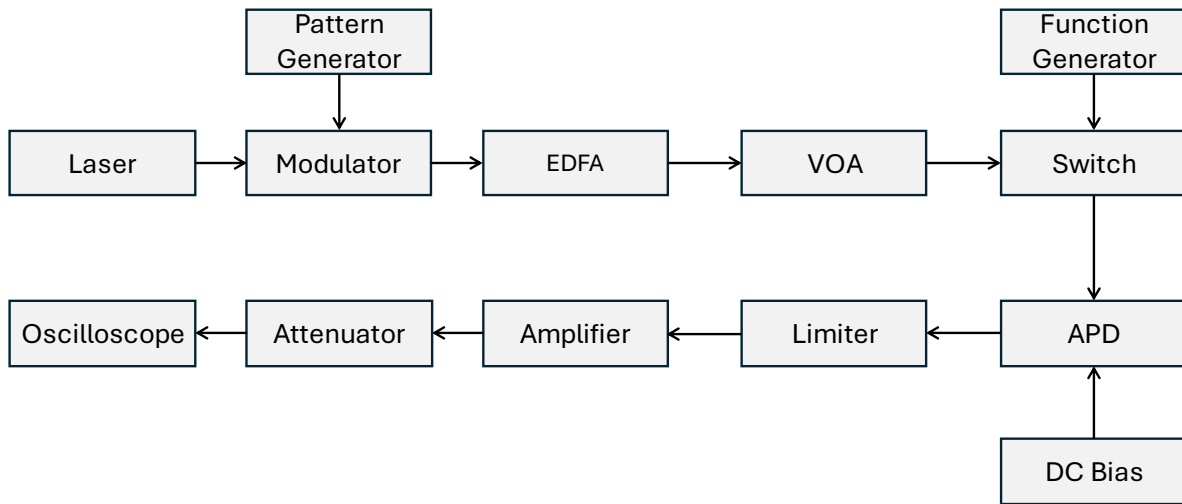 Pattern
Generator
Function
Generator
Laser
Modulator
EDFA
VOA
Switch
Oscilloscope
Attenuator
Amplifier
Limiter
APD
DC Bias